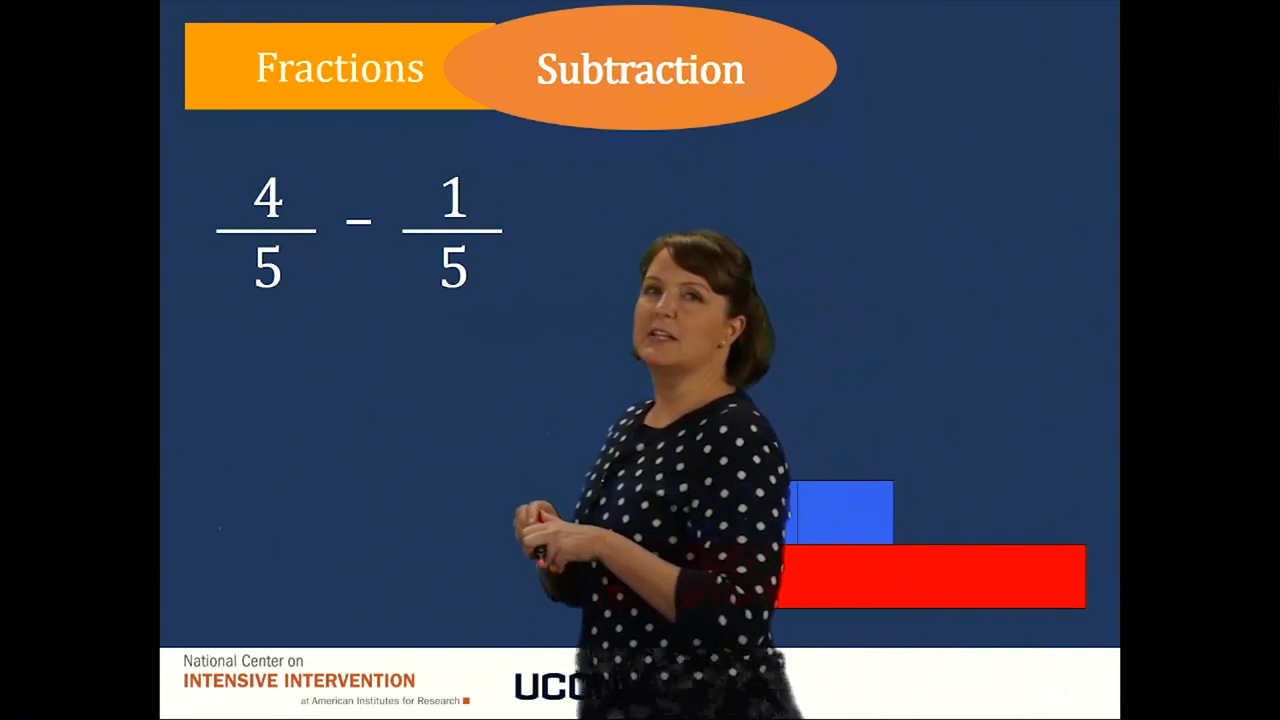 Fractions
Subtraction
4 – 1
5 5
National Center on
INTENSIVE INTERVENTION
at American Institutes for Research